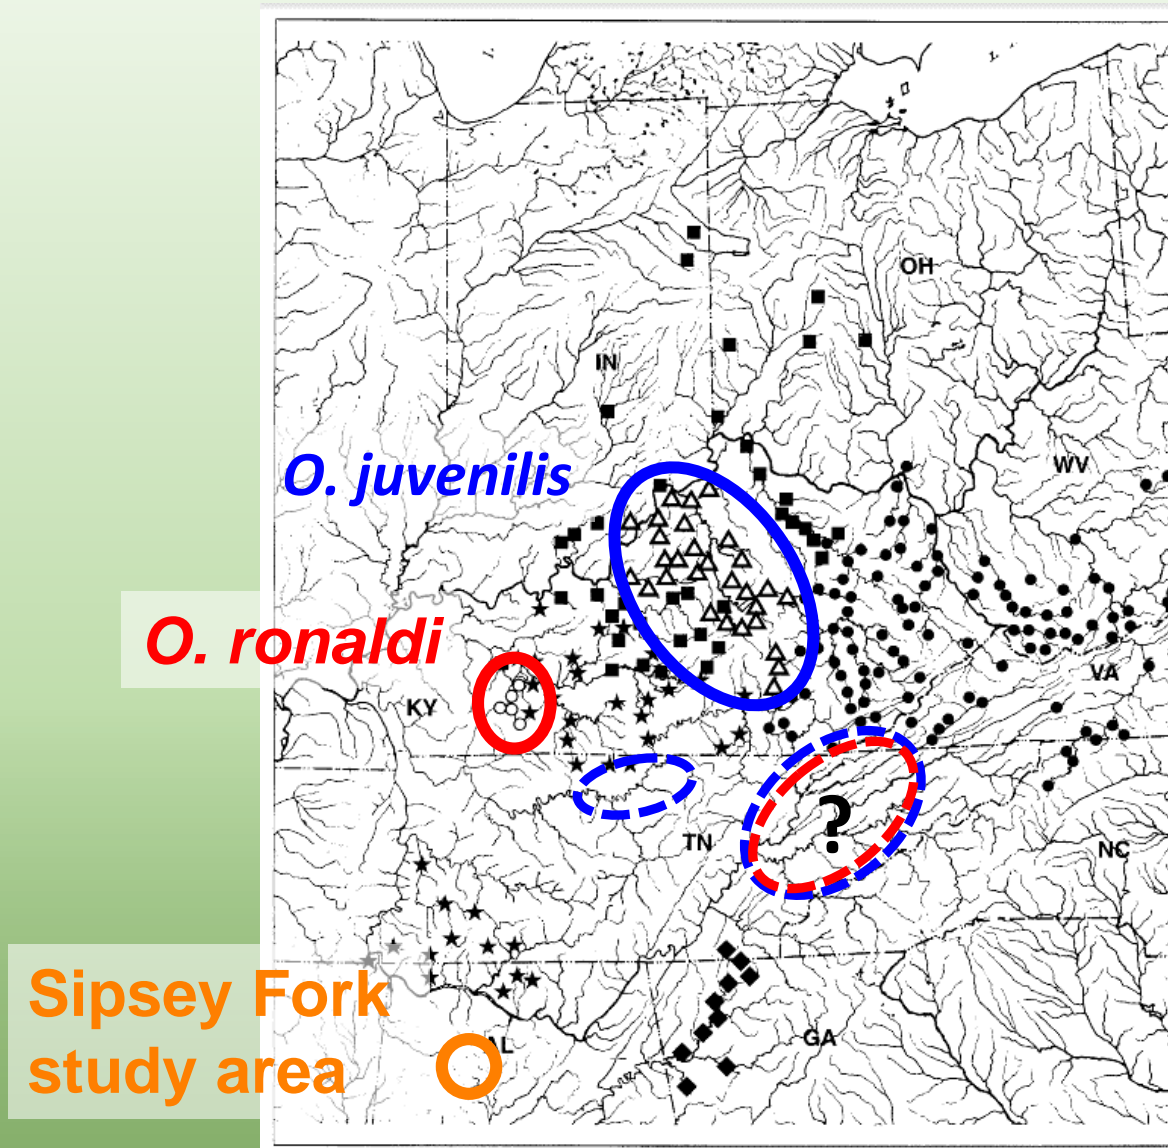 OH
IN
O. juvenilis
WV
O. ronaldi
VA
KY
?
TN
NC
Sipsey Fork
study area
AL
GA